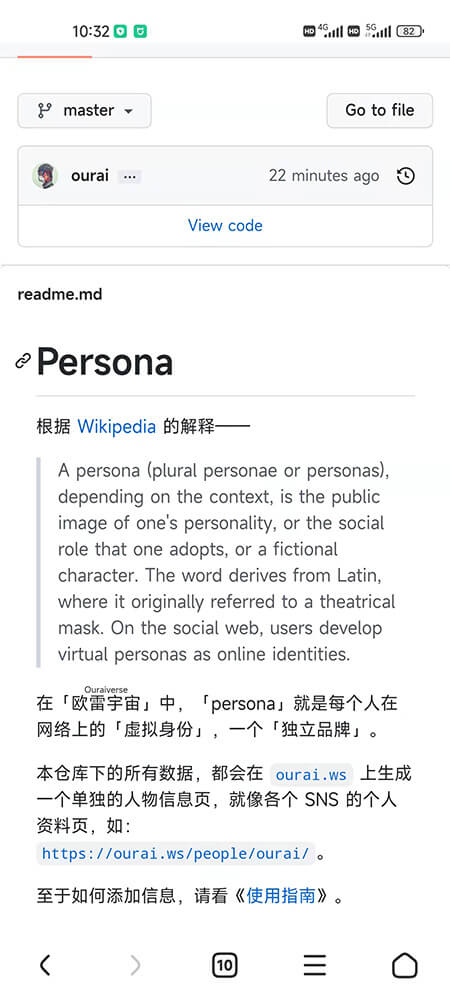 10:32
HD 4G HD 5G 82
master
Go to file
ourai ... 22 minutes ago
View code
readme.md
Persona
根据 Wikipedia 的解释——
A persona (plural personae or personas),
depending on the context, is the public
image of one's personality, or the social
role that one adopts, or a fictional
character. The word derives from Latin,
where it originally referred to a theatrical
mask. On the social web, users develop
virtual personas as online identities.
Ouraiverse
在「欧雷宇宙」中，「persona」就是每个人在
网络上的「虚拟身份」，一个「独立品牌」。
本仓库下的所有数据，都会在 ourai.ws 上生成
一个单独的人物信息页，就像各个 SNS 的个人
资料页，如：
https://ourai.ws/people/ourai/ 。
至于如何添加信息，请看《使用指南》。
10